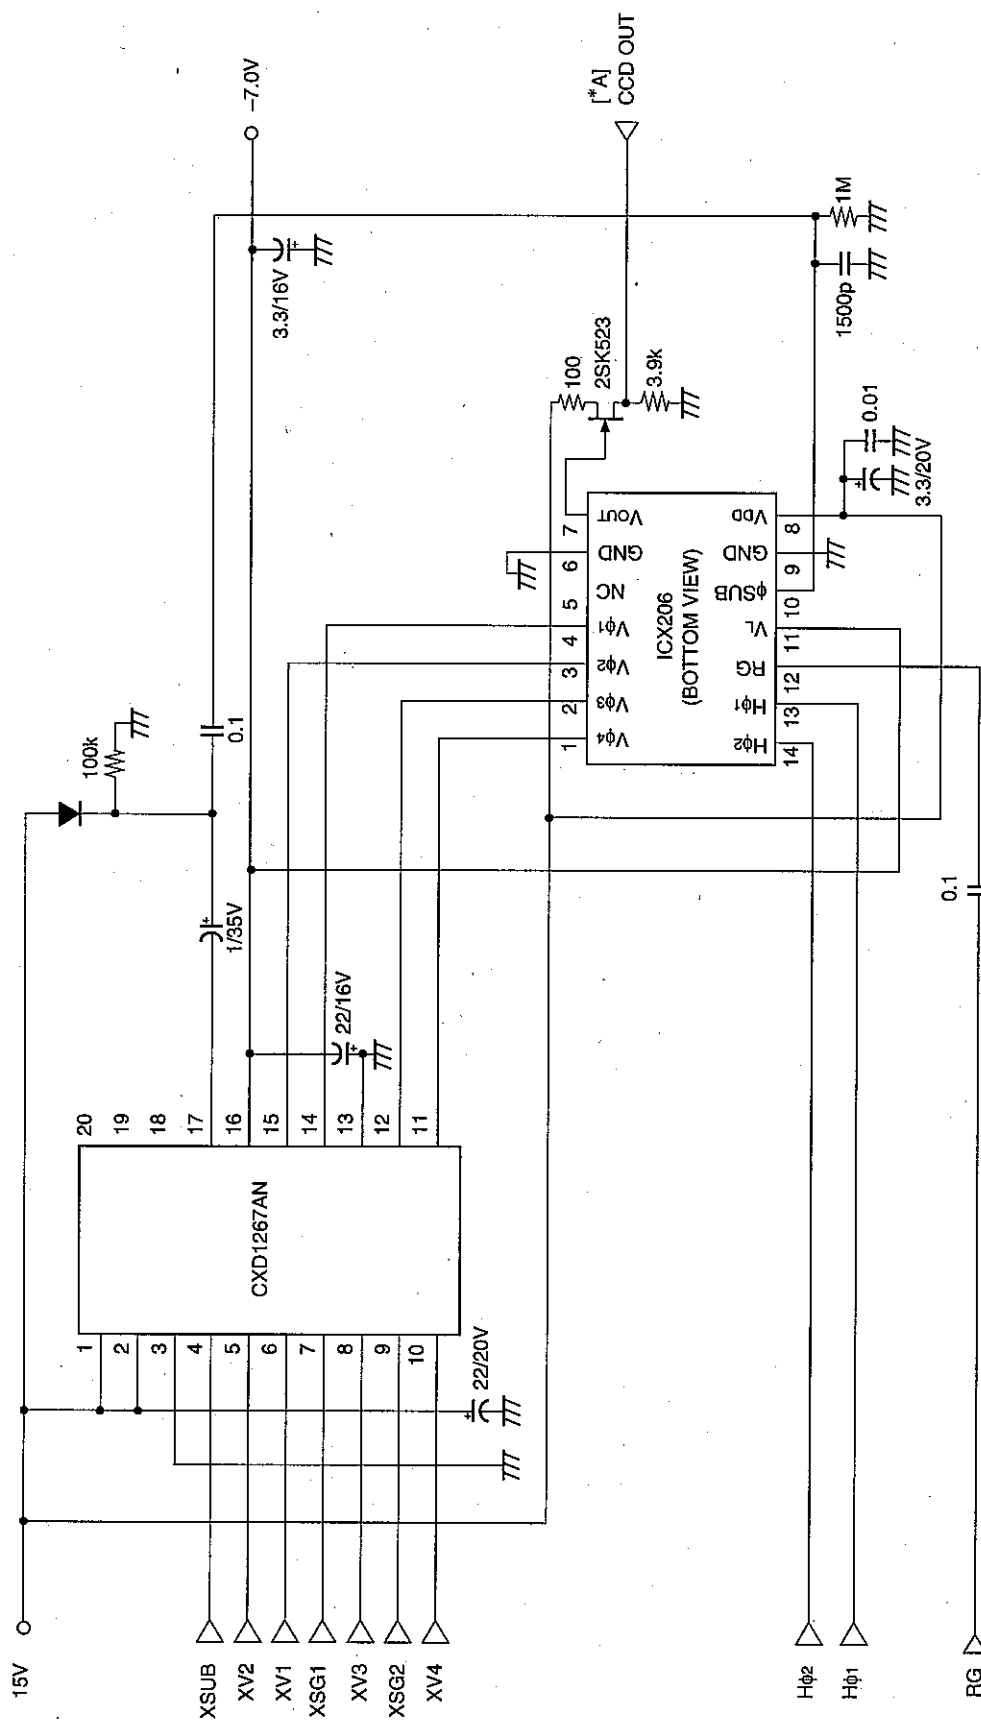 15V
–7.0V
100k
1/35V
0.1
3.3/16V
22/16V
20
19
18
17
16
15
14
13
12
11
CXD1267AN
1
2
3
4
5
6
7
8
9
10
22/20V
XSUB
XV2
XV1
XSG1
XV3
XSG2
XV4
[*A]
CCD OUT
100
2SK523
3.9k
1M
1500p
0.01
3.3/20V
1
2
3
4
5
6
7
Vϕ4
Vϕ3
Vϕ2
Vϕ1
NC
GND
VOUT
ICX206
(BOTTOM VIEW)
Hϕ2
Hϕ1
RG
VL
ϕSUB
GND
VDD
14
13
12
11
10
9
8
Hϕ2
Hϕ1
0.1
RG